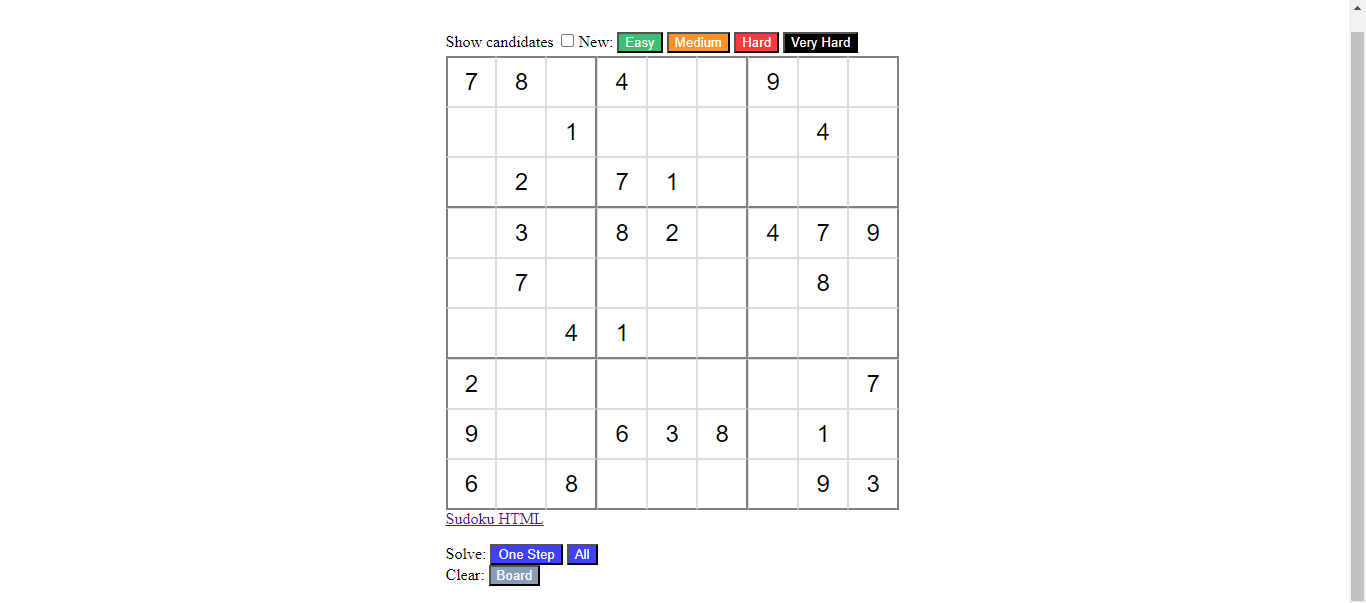 Show candidates New: Easy Medium Hard Very Hard
7 8 4 9
1 4
2 7 1
3 8 2 4 7 9
7 8
4 1
2 7
9 6 3 8 1
6 8 9 3
Sudoku HTML
Solve: One Step All
Clear: Board